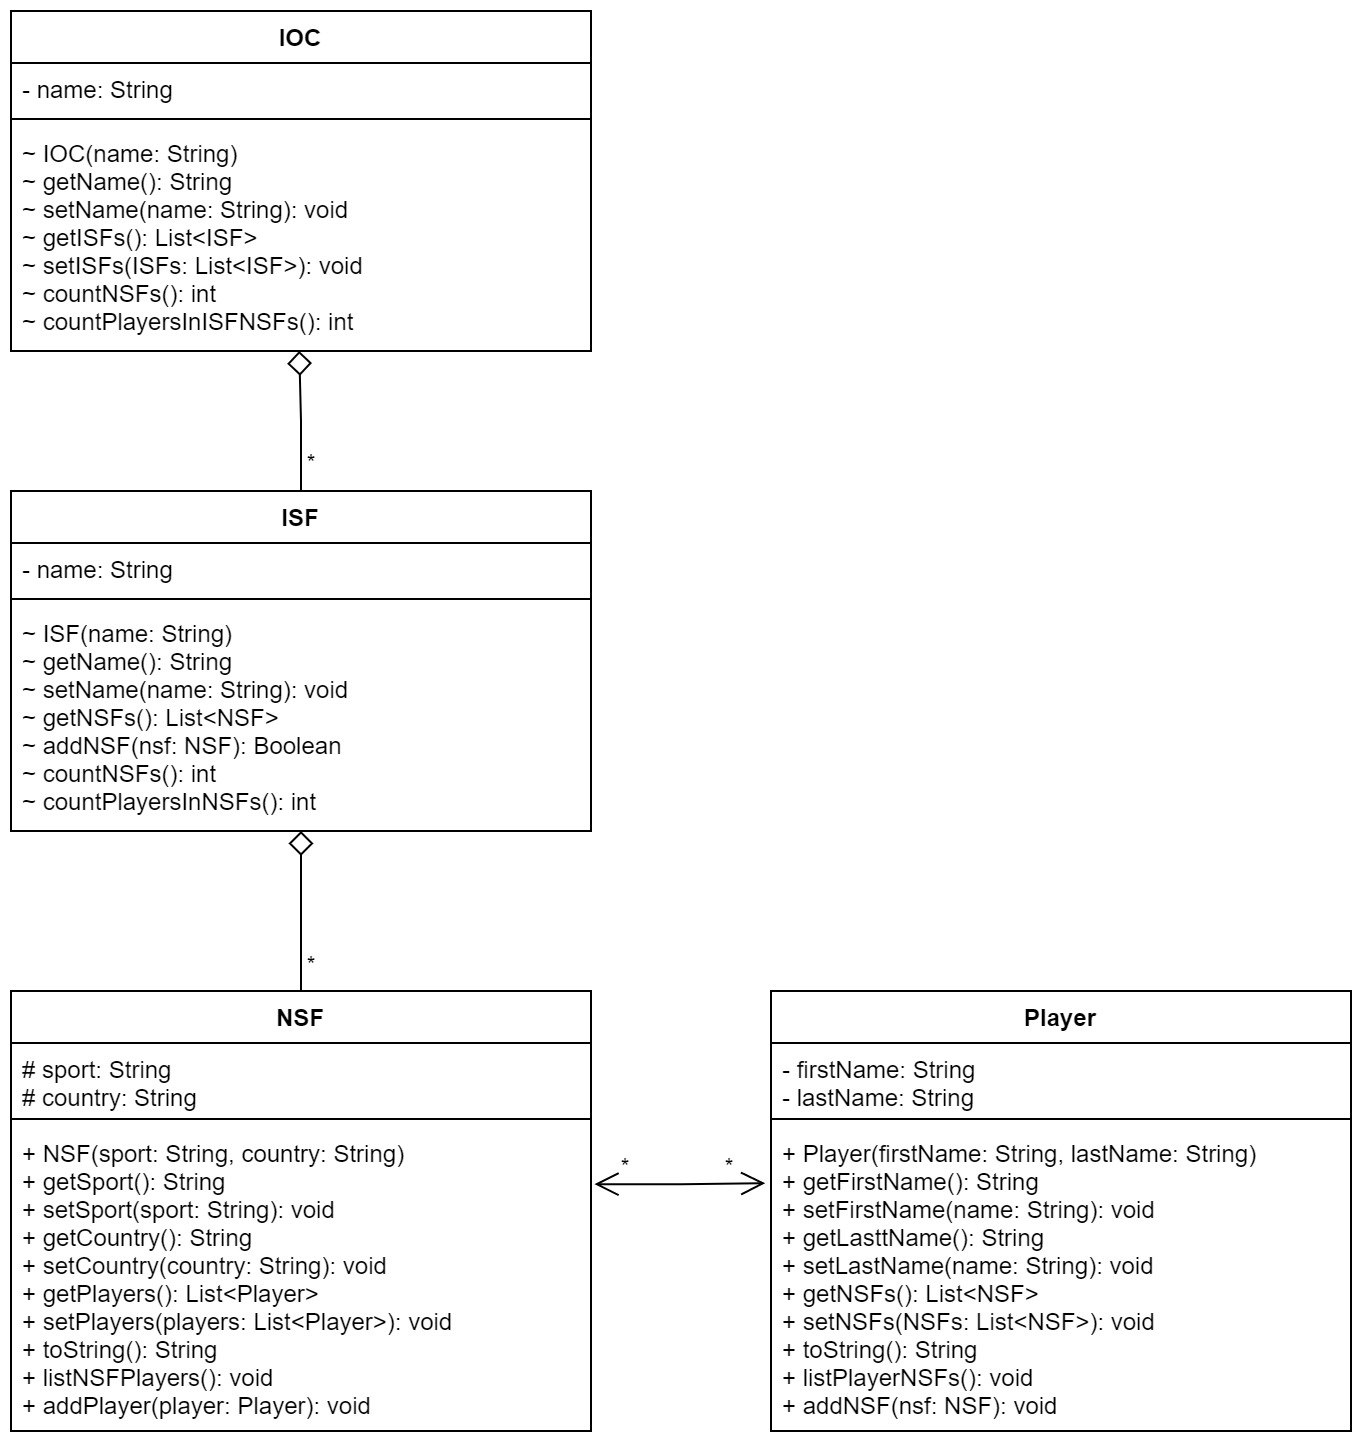 IOC
- name: String
~ IOC(name: String)
~ getName(): String
~ setName(name: String): void
~ getISFs(): List<ISF>
~ setISFs(ISFs: List<ISF>): void
~ countNSFs(): int
~ countPlayersInISFNSFs(): int
*
ISF
- name: String
~ ISF(name: String)
~ getName(): String
~ setName(name: String): void
~ getNSFs(): List<NSF>
~ addNSF(nsf: NSF): Boolean
~ countNSFs(): int
~ countPlayersInNSFs(): int
*
NSF
# sport: String
# country: String
+ NSF(sport: String, country: String)
+ getSport(): String
+ setSport(sport: String): void
+ getCountry(): String
+ setCountry(country: String): void
+ getPlayers(): List<Player>
+ setPlayers(players: List<Player>): void
+ toString(): String
+ listNSFPlayers(): void
+ addPlayer(player: Player): void
* *
Player
- firstName: String
- lastName: String
+ Player(firstName: String, lastName: String)
+ getFirstName(): String
+ setFirstName(name: String): void
+ getLasttName(): String
+ setLastName(name: String): void
+ getNSFs(): List<NSF>
+ setNSFs(NSFs: List<NSF>): void
+ toString(): String
+ listPlayerNSFs(): void
+ addNSF(nsf: NSF): void